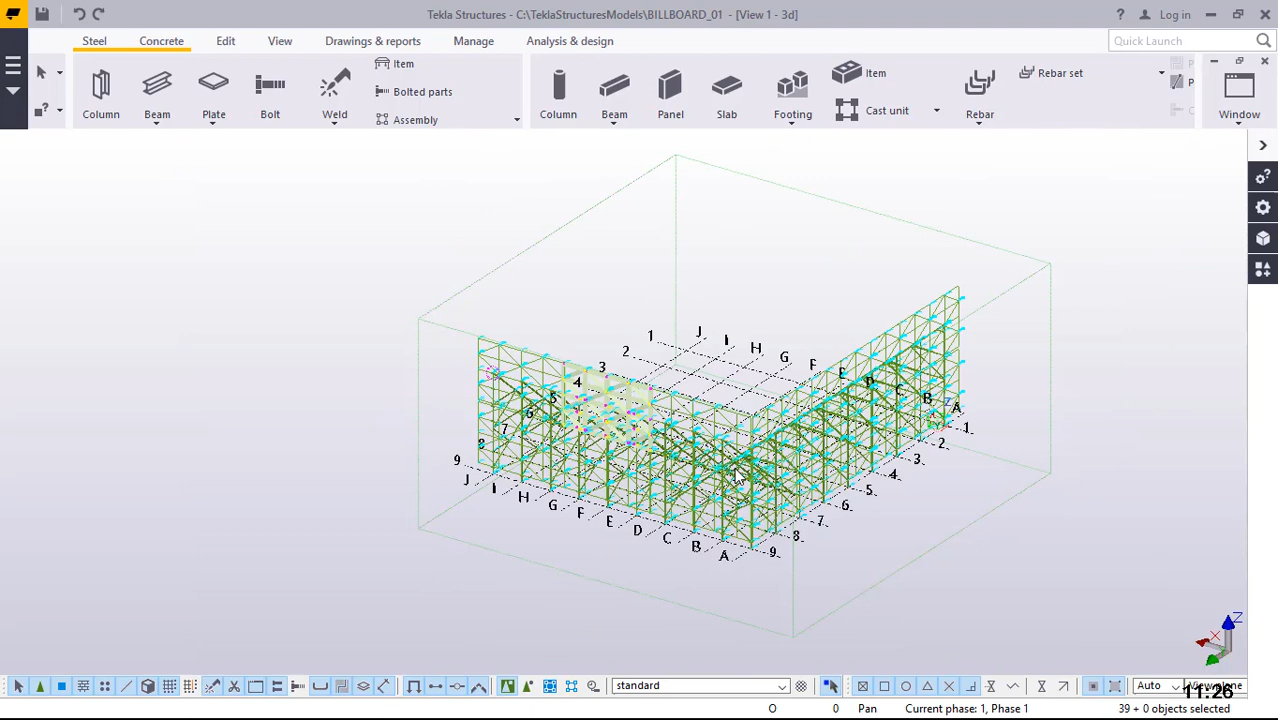 Tekla Structures - C:\TeklaStructuresModels\BILLBOARD_01 - [View 1 - 3d]
Log in
Steel
Concrete
Edit
View
Drawings & reports
Manage
Analysis & design
Quick Launch
Column
Beam
Plate
Bolt
Weld
Item
Bolted parts
Assembly
Column
Beam
Panel
Slab
Footing
Item
Cast unit
Rebar
Rebar set
Window
1
J
2
I
H
3
G
4
F
5
E
D
6
C
7
B
8
A
9
1
J
2
I
3
H
4
G
5
F
6
E
7
D
8
C
9
B
A
Z
Z
X
standard
Auto
View plane
11:26
O
0
Pan
Current phase: 1, Phase 1
39 + 0 objects selected